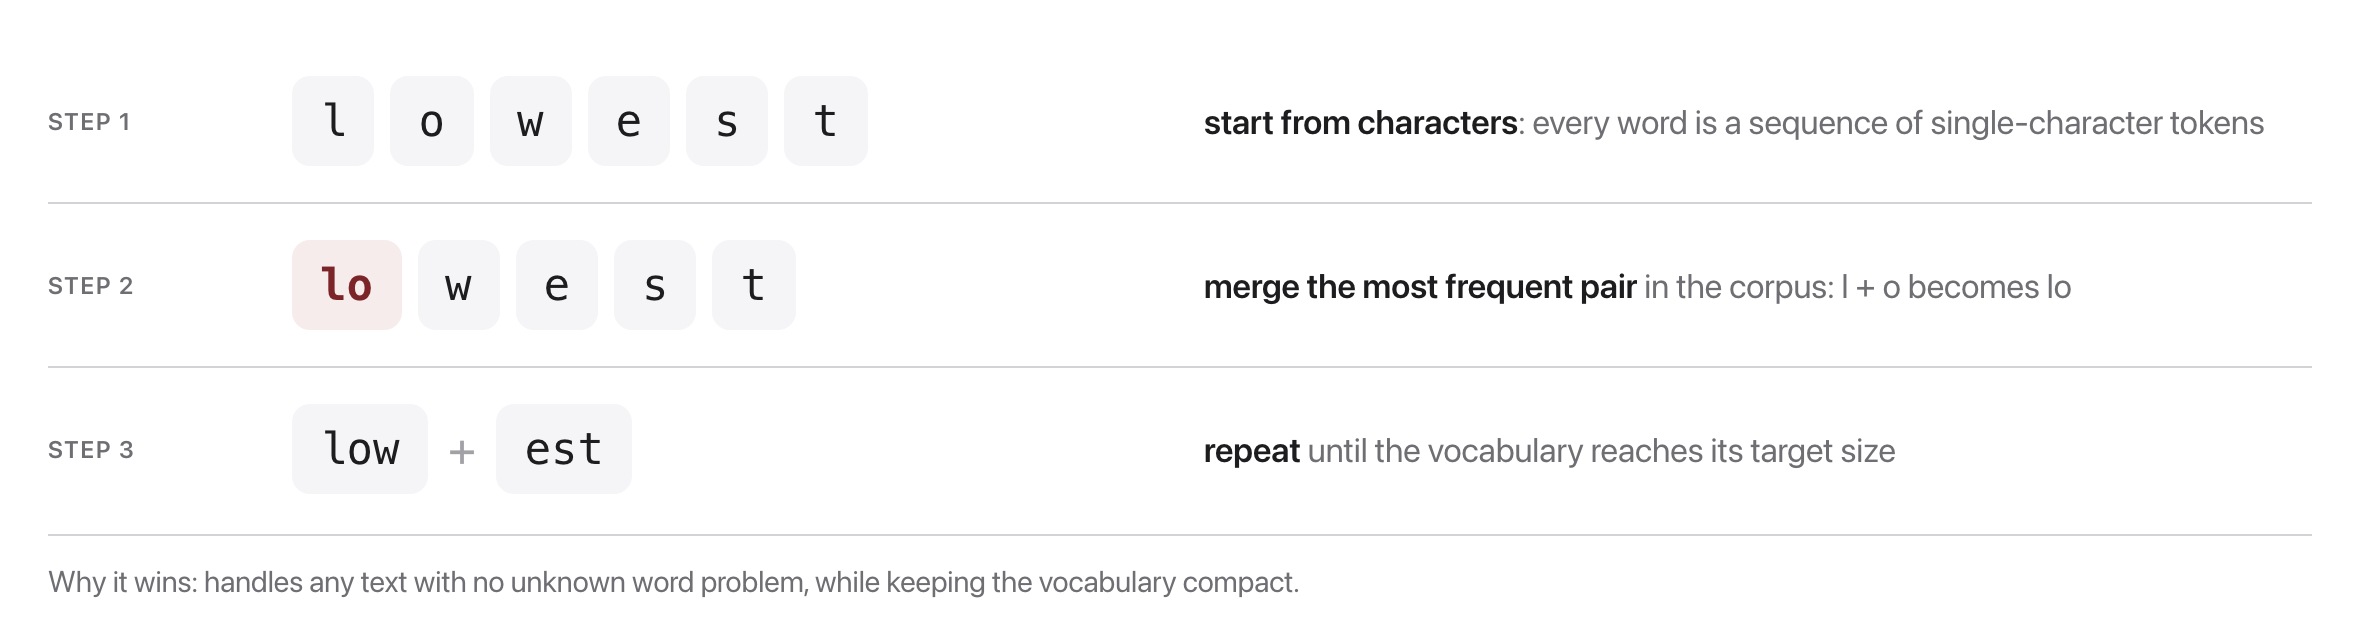 STEP 1 l o w e s t start from characters: every word is a sequence of single-character tokens
STEP 2 lo w e s t merge the most frequent pair in the corpus: l + o becomes lo
STEP 3 low + est repeat until the vocabulary reaches its target size
Why it wins: handles any text with no unknown word problem, while keeping the vocabulary compact.